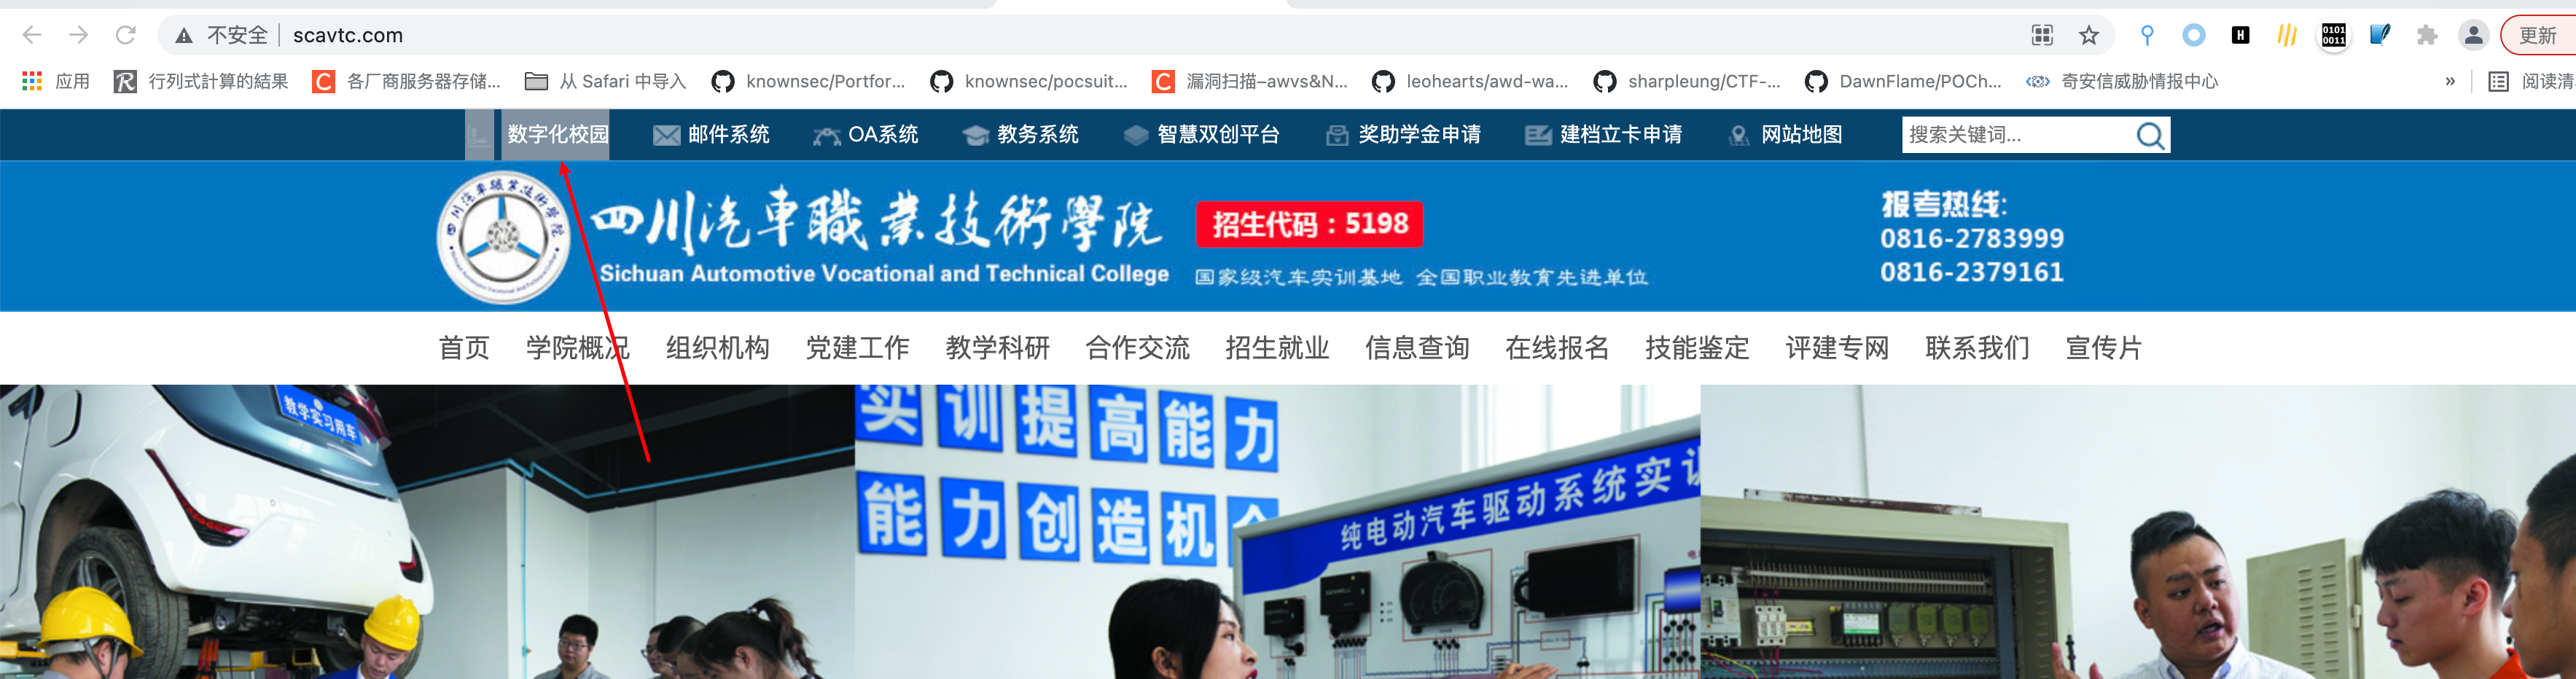 不安全 scavtc.com 更新
应用 行列式計算的結果 各厂商服务器存储... 从 Safari 中导入 knownsec/Portfor... knownsec/pocsuit... 漏洞扫描–awvs&N... leohearts/awd-wa... sharpleung/CTF-... DawnFlame/POCh... 奇安信威胁情报中心 » 阅读清
数字化校园 邮件系统 OA系统 教务系统 智慧双创平台 奖助学金申请 建档立卡申请 网站地图 搜索关键词...
四川汽車職業技術學院 招生代码：5198 报考热线:
0816-2783999
Sichuan Automotive Vocational and Technical College 国家级汽车实训基地 全国职业教育先进单位 0816-2379161
首页 学院概况 组织机构 党建工作 教学科研 合作交流 招生就业 信息查询 在线报名 技能鉴定 评建专网 联系我们 宣传片
教学实习用车
实训提高能力
能力创造机
纯电动汽车驱动系统实训